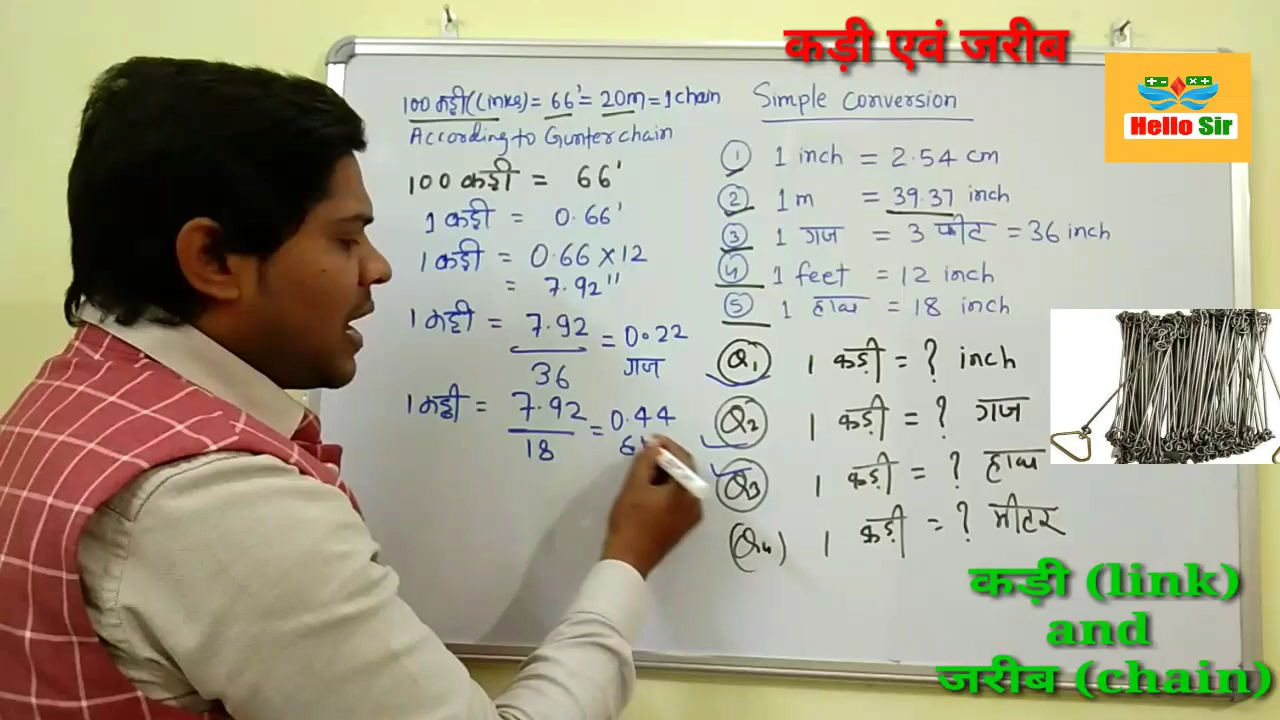 कड़ी एवं जरीब
Hello Sir
100 कड़ी (Links) = 66' = 20m = 1 chain
According to Gunter chain
100 कड़ी = 66'
1 कड़ी = 0.66'
1 कड़ी = 0.66 × 12
= 7.92"
1 कड़ी = 7.92 / 36 = 0.22
गज
1 कड़ी = 7.92 / 18 = 0.44
Simple conversion
① 1 inch = 2.54 cm
② 1m = 39.37 inch
③ 1 गज = 3 फीट = 36 inch
④ 1 feet = 12 inch
⑤ 1 हाथ = 18 inch
Q1 1 कड़ी = ? inch
Q2 1 कड़ी = ? गज
Q3 1 कड़ी = ? हाथ
Q4 1 कड़ी = ? मीटर
कड़ी (link)
and
जरीब (chain)